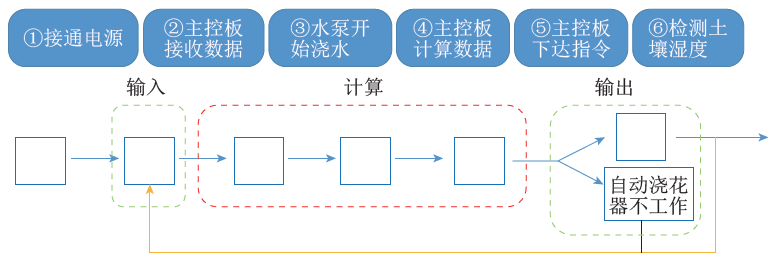 ①接通电源
②主控板
接收数据
③水泵开
始浇水
④主控板
计算数据
⑤主控板
下达指令
⑥检测土
壤湿度
输入
计算
输出
自动浇花
器不工作